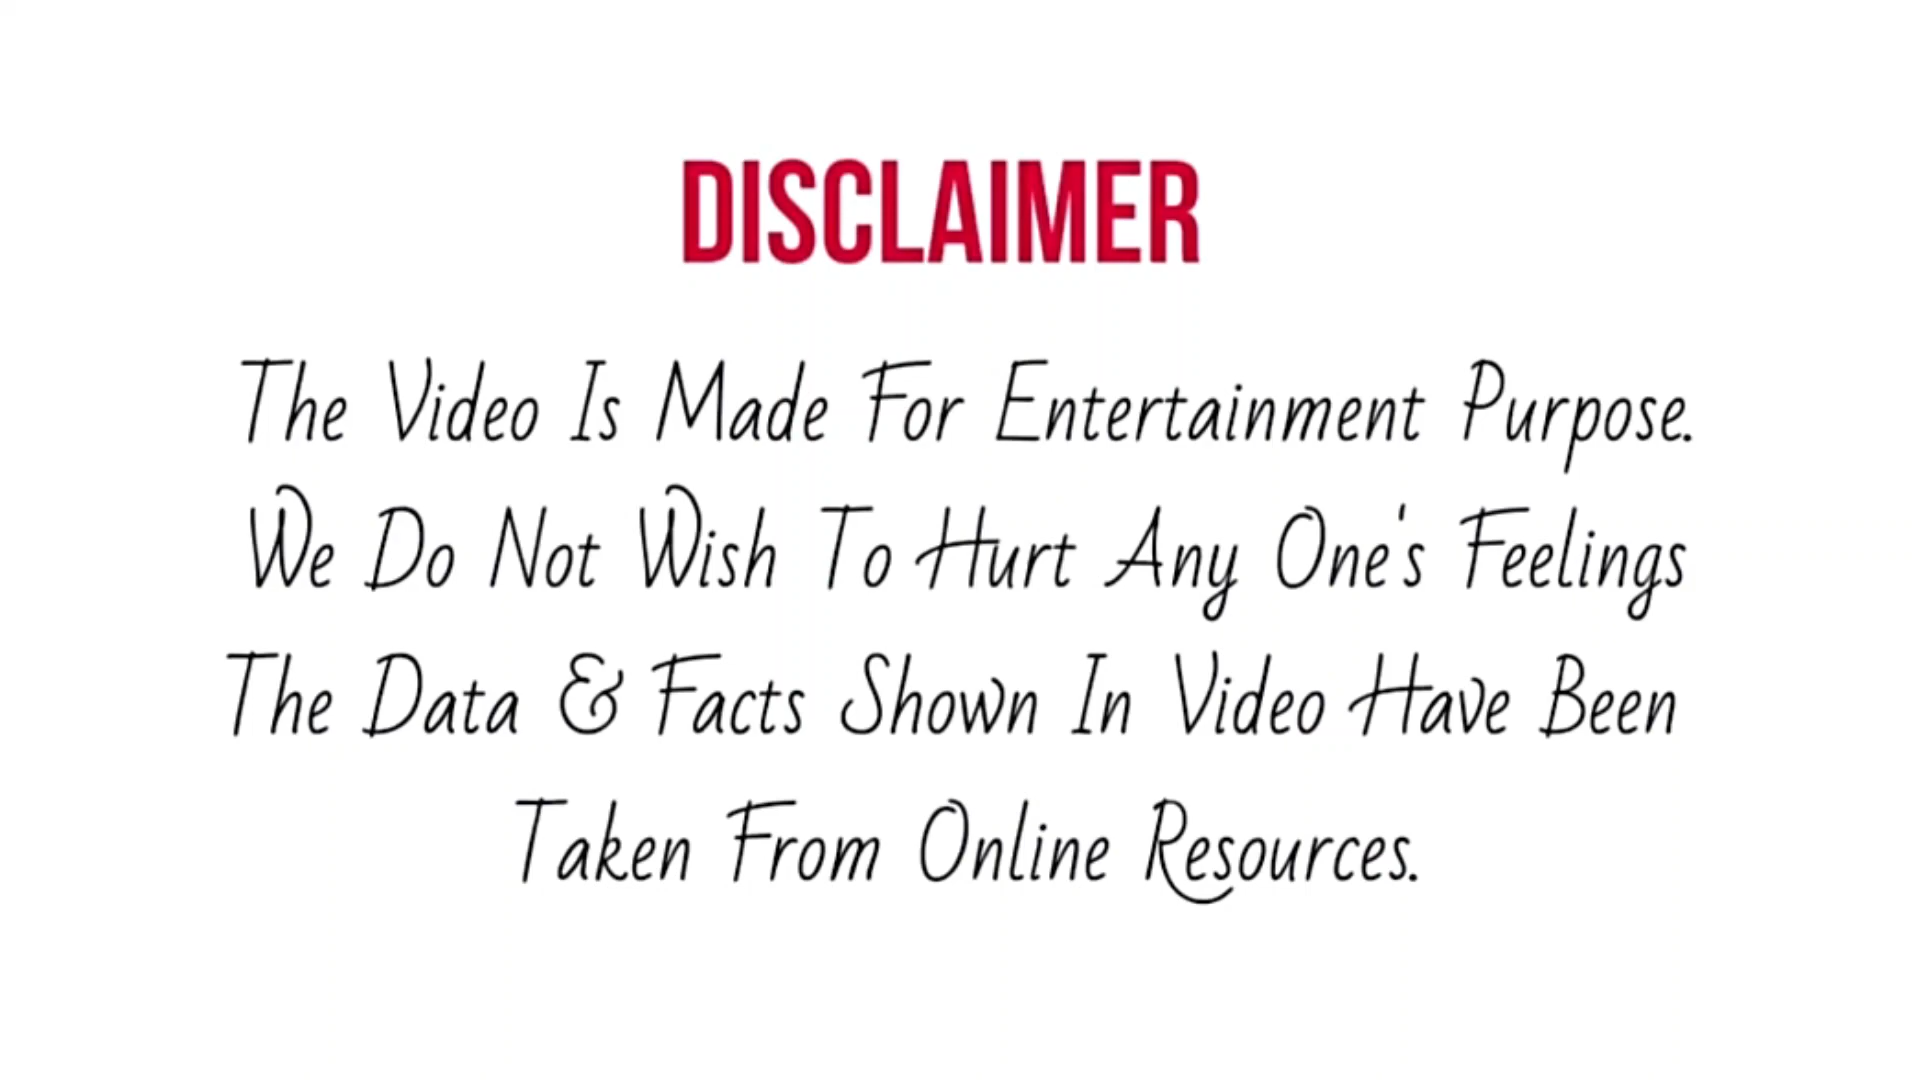 DISCLAIMER
The Video Is Made For Entertainment Purpose.
We Do Not Wish To Hurt Any One's Feelings
The Data & Facts Shown In Video Have Been
Taken From Online Resources.